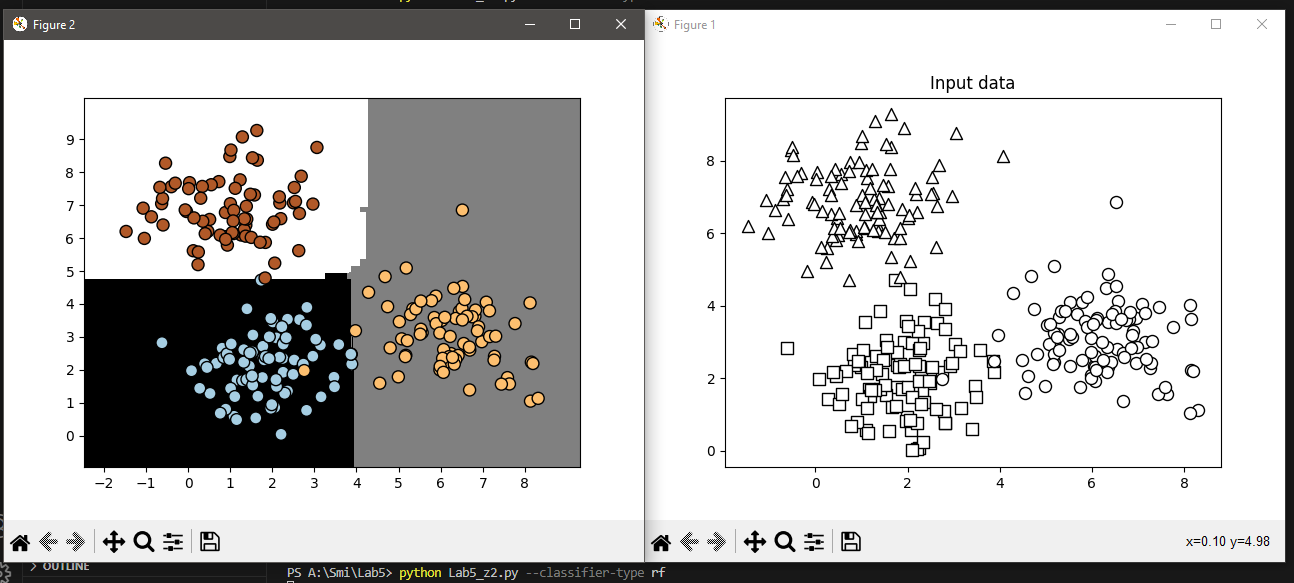 Figure 2
Figure 1
Input data
9
8
7
6
5
4
3
2
1
0
−2 −1 0 1 2 3 4 5 6 7 8
8
6
4
2
0
0 2 4 6 8
x=0.10 y=4.98
OUTLINE
PS A:\Smi\Lab5> python Lab5_z2.py --classifier-type rf